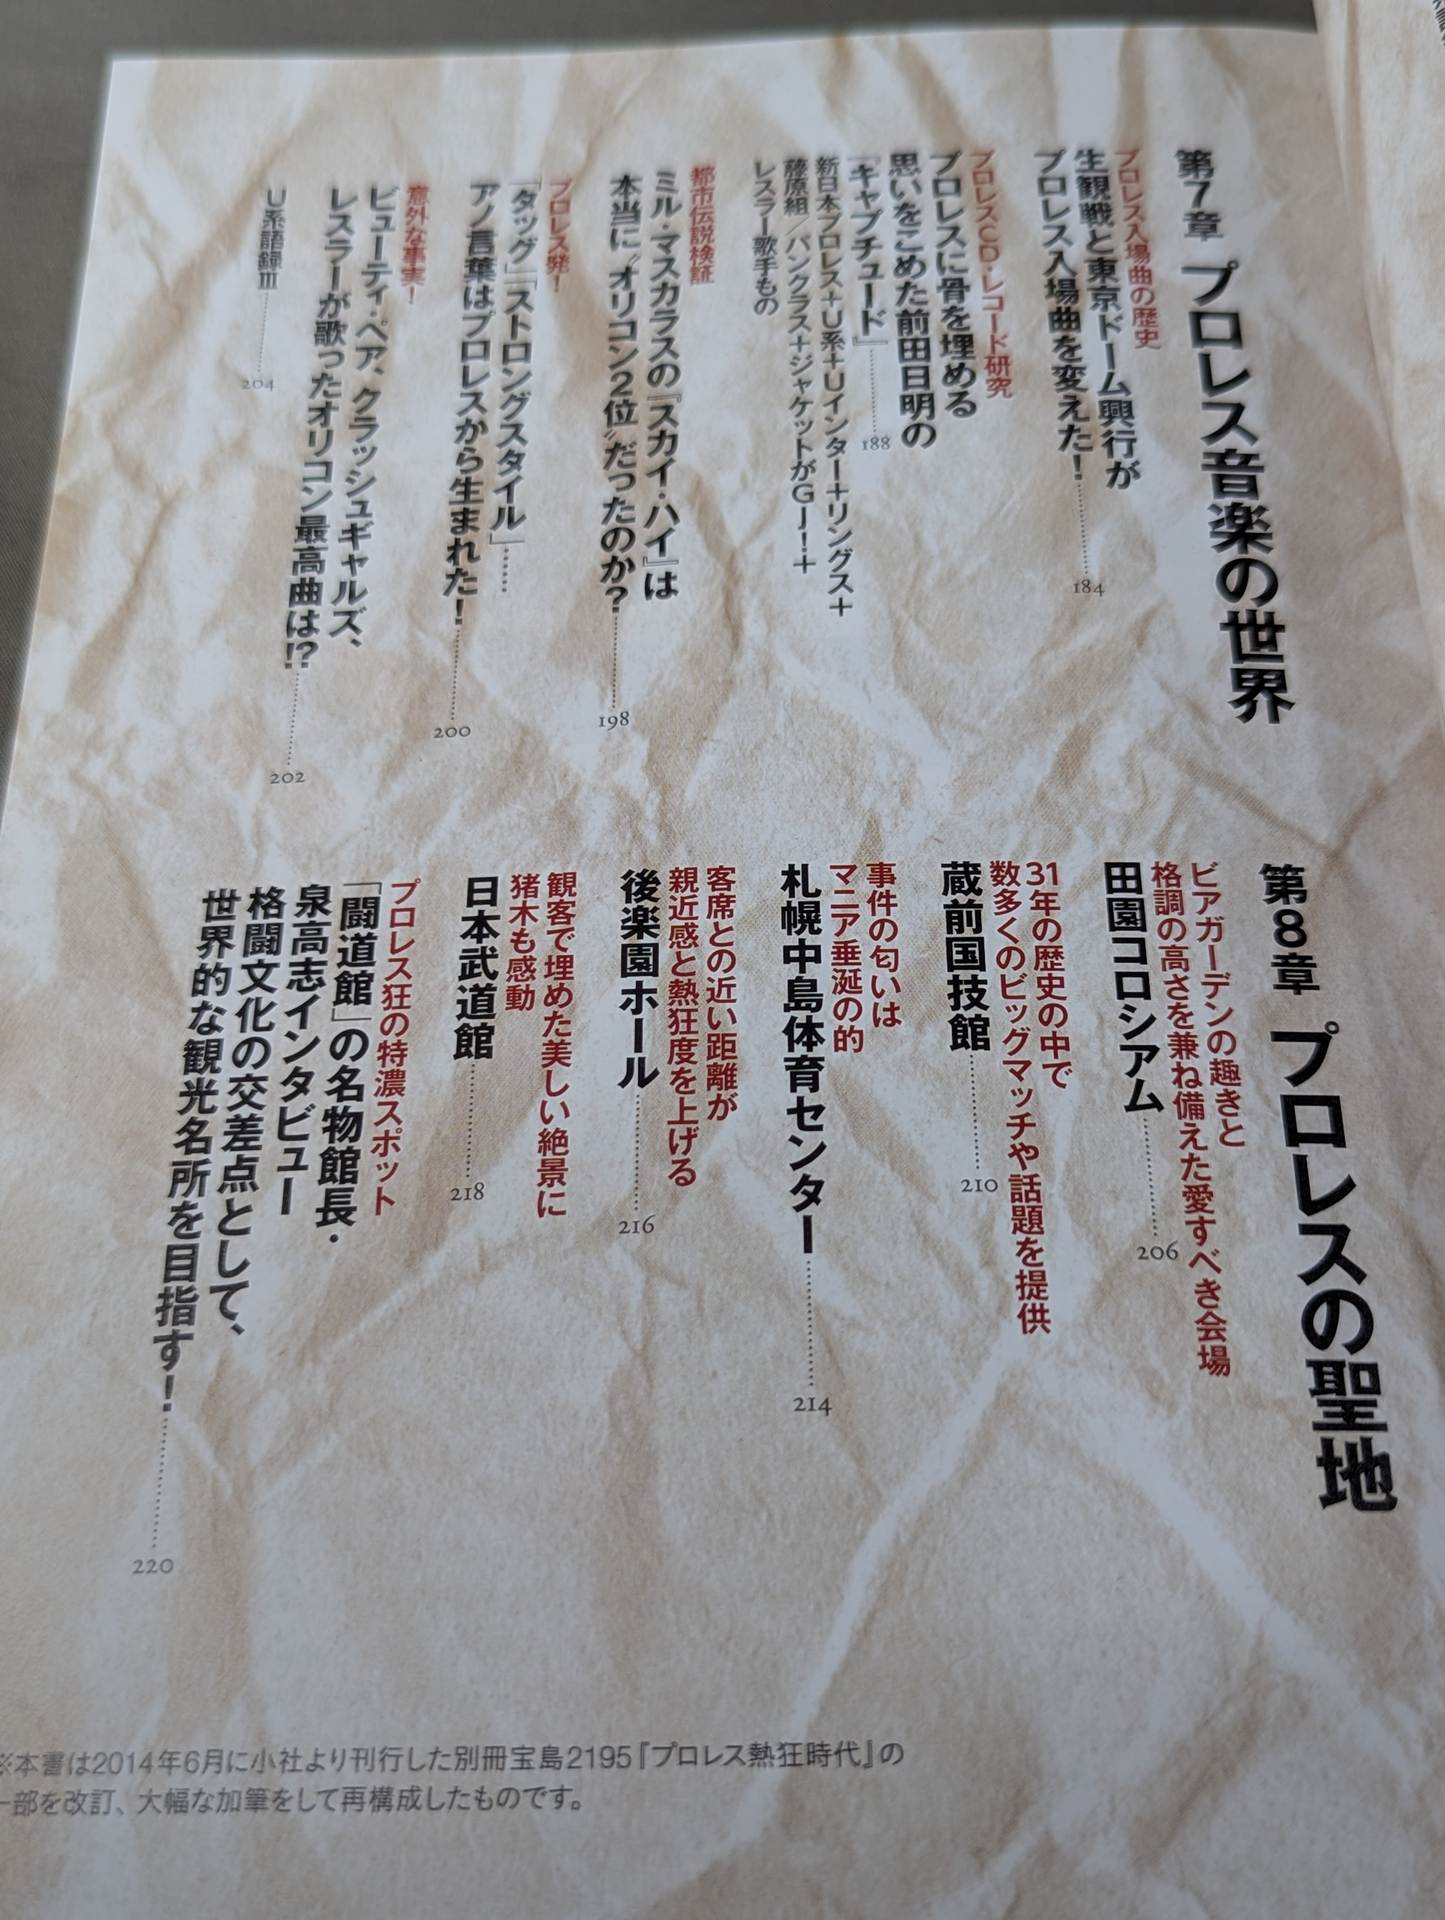 第7章 プロレス音楽の世界
プロレス入場曲の歴史
生観戦と東京ドーム興行が
プロレス入場曲を変えた！ 184
プロレスCD・レコード研究
プロレスに骨を埋める
思いをこめた前田日明の
『キャプチュード』 188
新日本プロレス＋U系＋Uインター＋リングス＋
藤原組／パンクラス＋ジャケットがGJ！＋
レスラー歌手もの
都市伝説検証
ミル・マスカラスの『スカイ・ハイ』は
本当に〝オリコン2位〟だったのか？ 198
プロレス発！
「タッグ」「ストロングスタイル」……
アノ言葉はプロレスから生まれた！ 200
意外な事実！
ビューティ・ペア、クラッシュギャルズ、
レスラーが歌ったオリコン最高曲は!? 202
U系語録Ⅲ 204
第8章 プロレスの聖地
ビアガーデンの趣きと
格調の高さを兼ね備えた愛すべき会場
田園コロシアム 206
31年の歴史の中で
数多くのビッグマッチや話題を提供
蔵前国技館 210
事件の匂いは
マニア垂涎の的
札幌中島体育センター 214
客席との近い距離が
親近感と熱狂度を上げる
後楽園ホール 216
観客で埋めた美しい絶景に
猪木も感動
日本武道館 218
プロレス狂の特濃スポット
「闘道館」の名物館長・
泉高志インタビュー
格闘文化の交差点として、
世界的な観光名所を目指す！ 220
※本書は2014年6月に小社より刊行した別冊宝島2195『プロレス熱狂時代』の
一部を改訂、大幅な加筆をして再構成したものです。